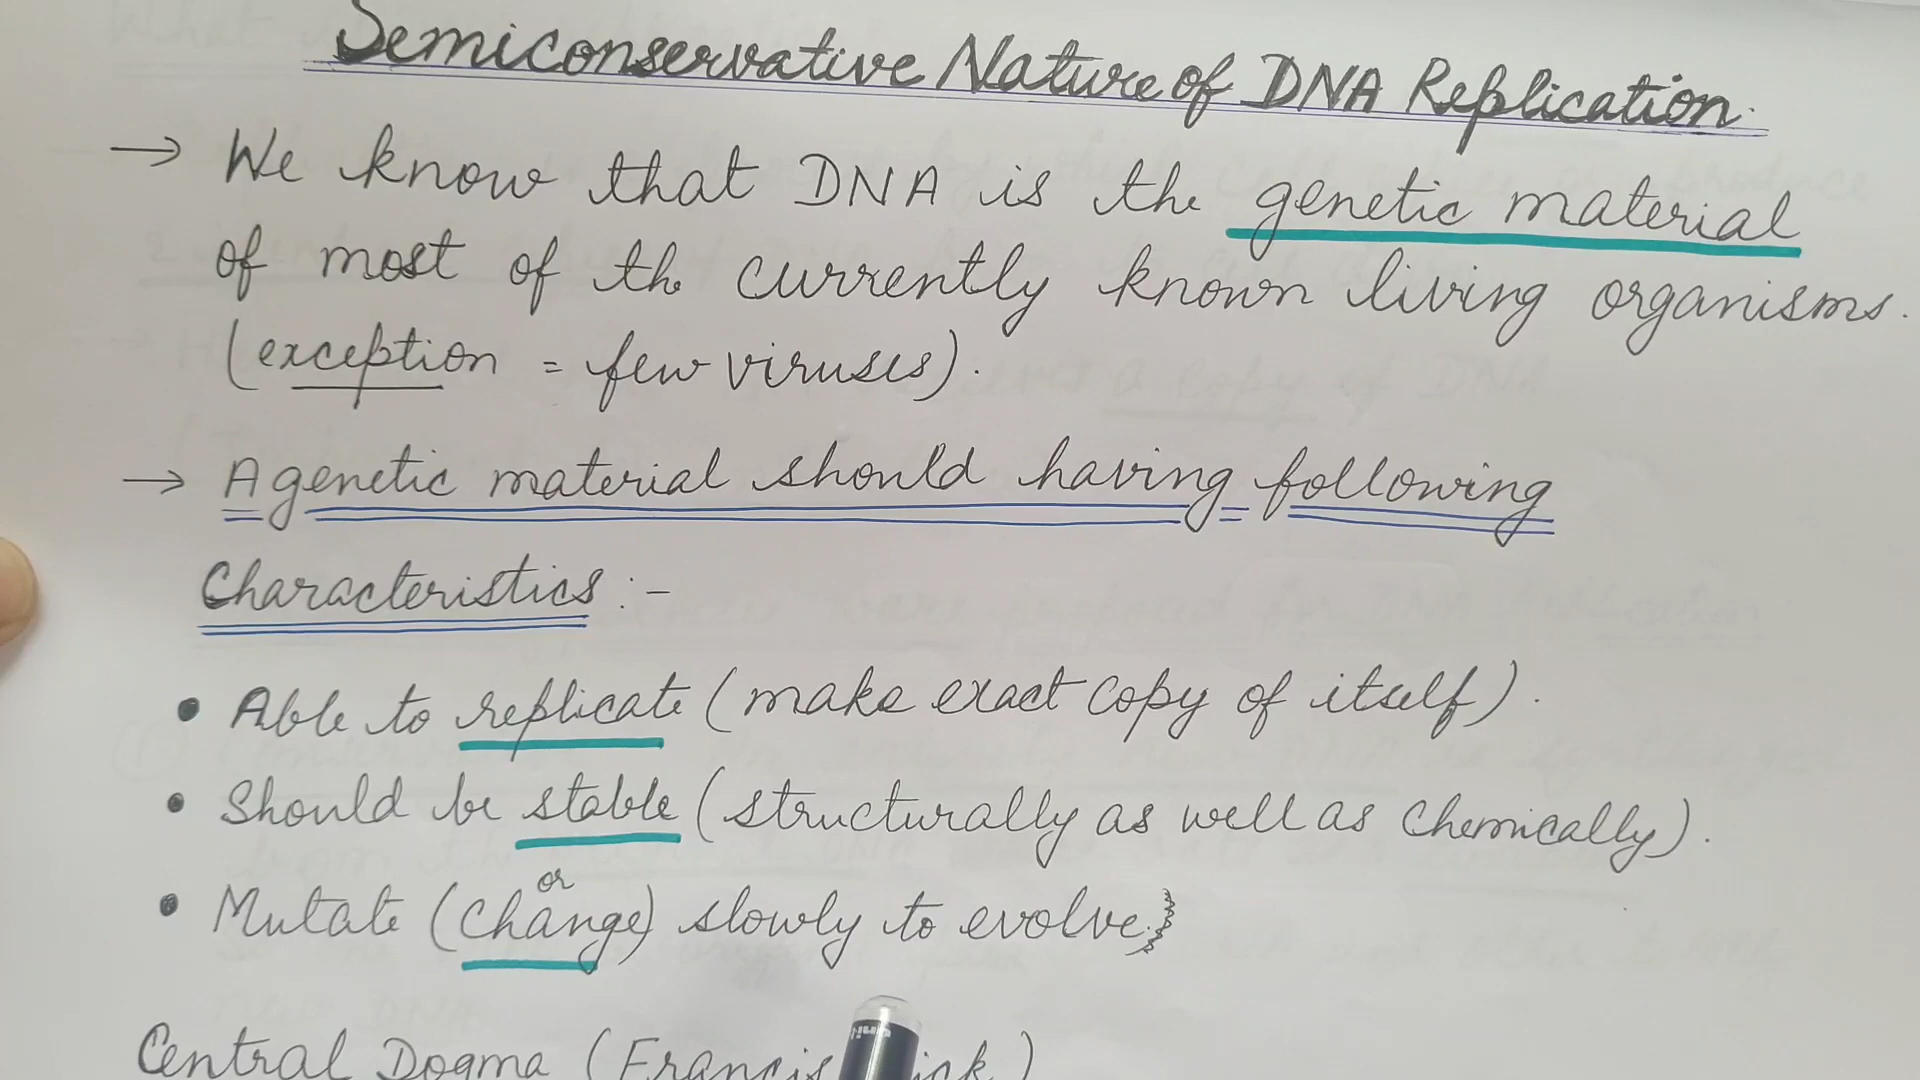 Semiconservative Nature of DNA Replication.
→ We know that DNA is the genetic material
of most of the currently known living organisms.
(exception = few viruses).
→ A genetic material should having following
Characteristics :-
• Able to replicate (make exact copy of itself).
• Should be stable (structurally as well as chemically).
or
• Mutate (change) slowly to evolve
Central Dogma (Francis